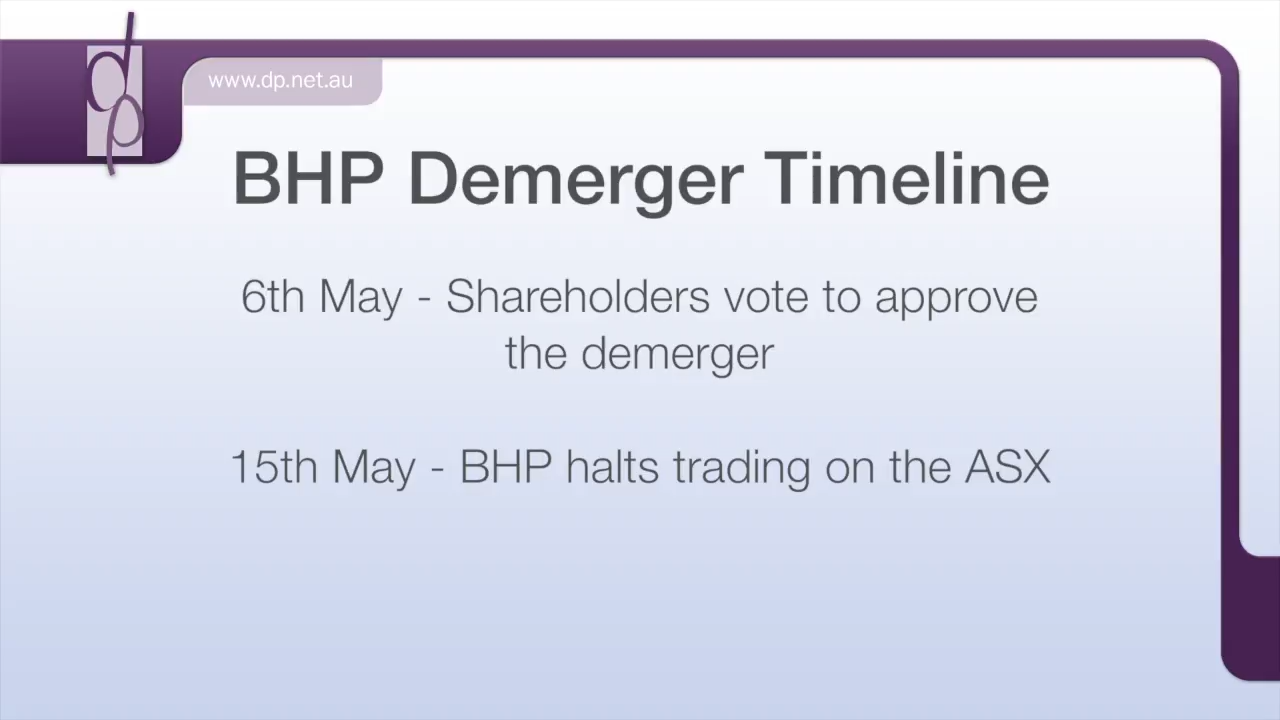 dp
www.dp.net.au
BHP Demerger Timeline
6th May - Shareholders vote to approve
the demerger
15th May - BHP halts trading on the ASX